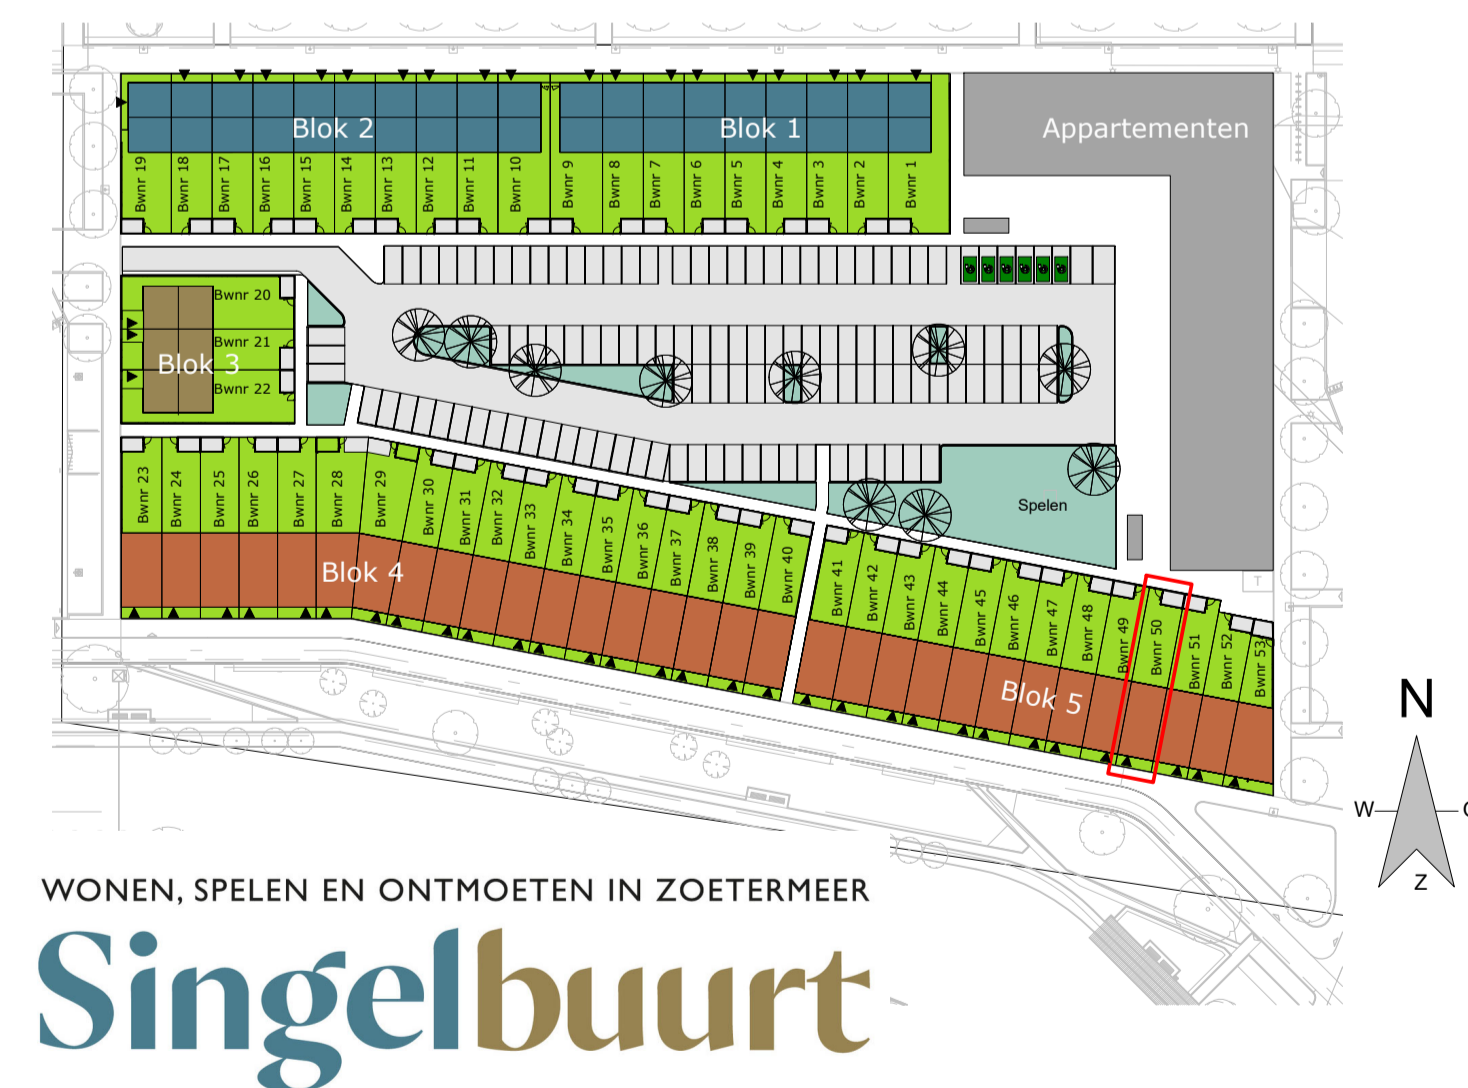 Blok 2
Blok 1
Appartementen
Bwnr 19
Bwnr 18
Bwnr 17
Bwnr 16
Bwnr 15
Bwnr 14
Bwnr 13
Bwnr 12
Bwnr 11
Bwnr 10
Bwnr 9
Bwnr 8
Bwnr 7
Bwnr 6
Bwnr 5
Bwnr 4
Bwnr 3
Bwnr 2
Bwnr 1
Bwnr 20
Bwnr 21
Blok 3
Bwnr 22
Bwnr 23
Bwnr 24
Bwnr 25
Bwnr 26
Bwnr 27
Bwnr 28
Bwnr 29
Bwnr 30
Bwnr 31
Bwnr 32
Bwnr 33
Bwnr 34
Bwnr 35
Bwnr 36
Bwnr 37
Bwnr 38
Bwnr 39
Bwnr 40
Spelen
Blok 4
T
Bwnr 41
Bwnr 42
Bwnr 43
Bwnr 44
Bwnr 45
Bwnr 46
Bwnr 47
Bwnr 48
Bwnr 49
Bwnr 50
Bwnr 51
Bwnr 52
Bwnr 53
Blok 5
N
W
Z
WONEN, SPELEN EN ONTMOETEN IN ZOETERMEER
Singelbuurt